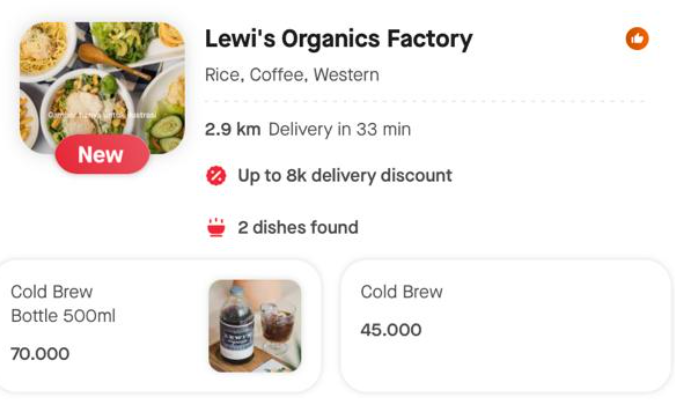 Lewi's Organics Factory
Rice, Coffee, Western
2.9 km Delivery in 33 min
New
Up to 8k delivery discount
2 dishes found
Cold Brew
Bottle 500ml
70.000
Cold Brew
45.000